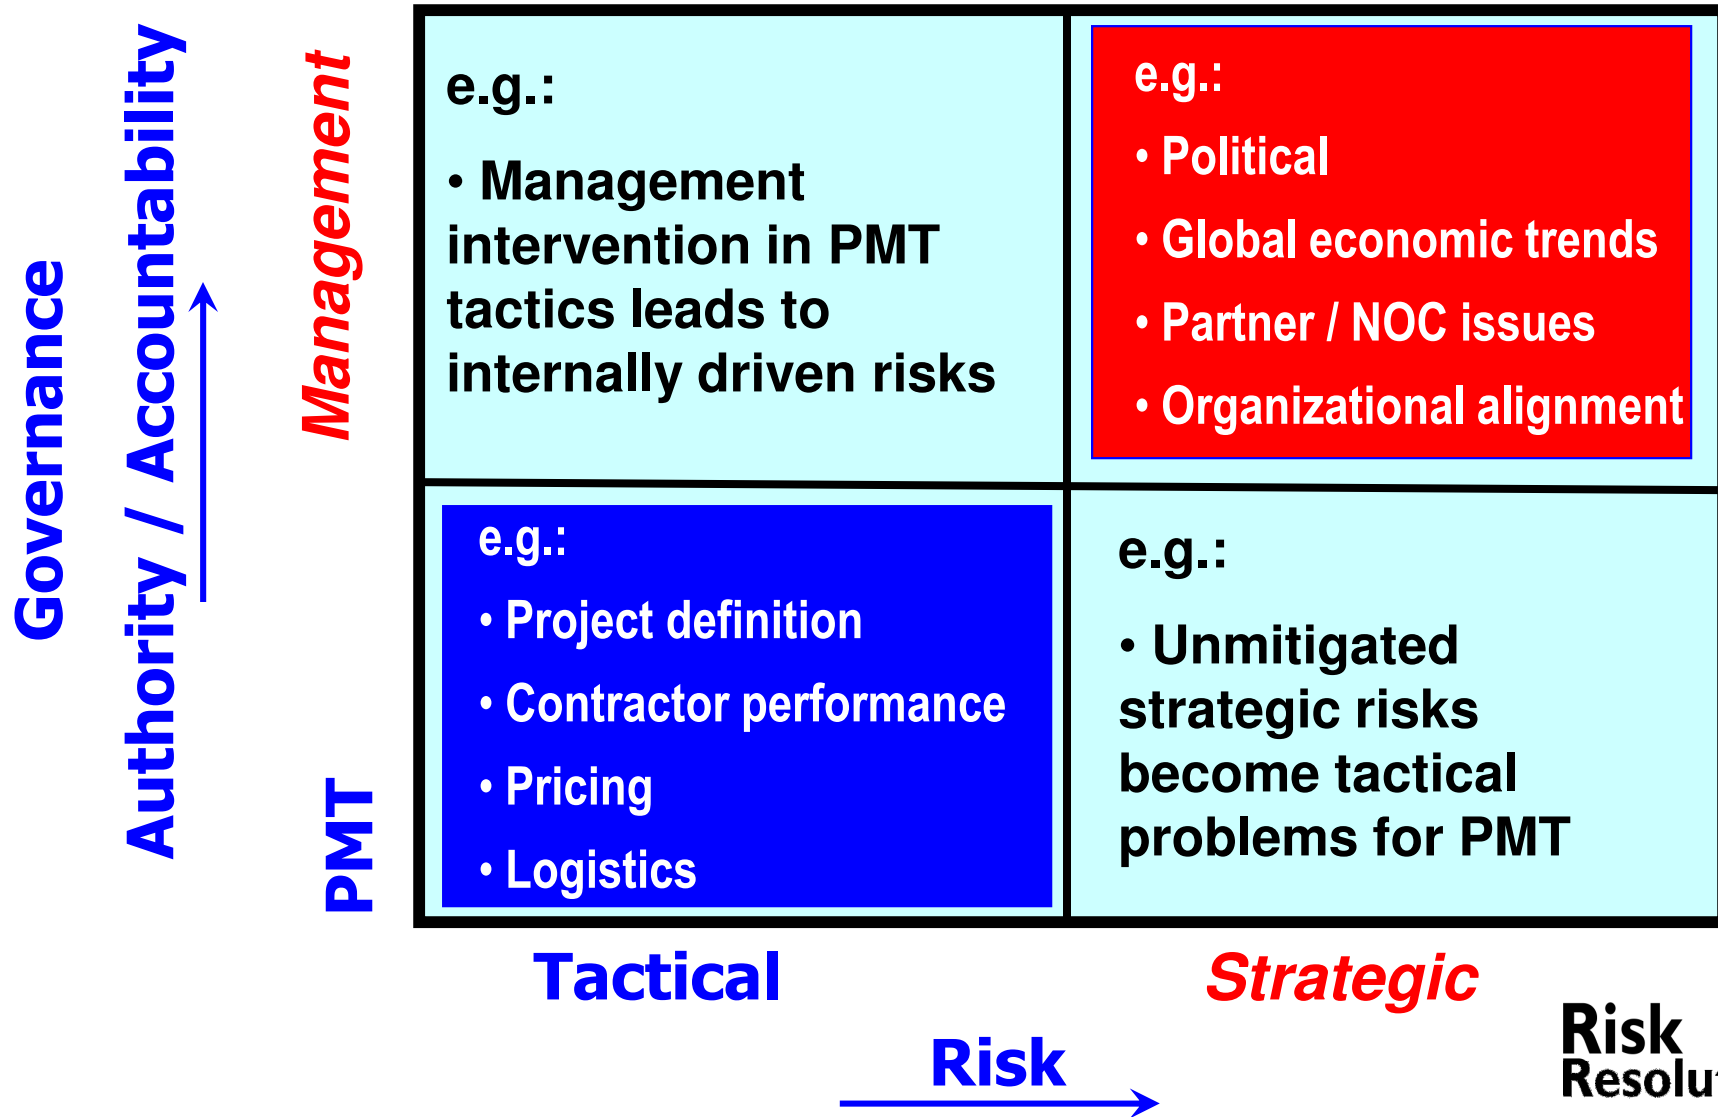 Governance
Authority / Accountability
Management
PMT
e.g.:
• Management
intervention in PMT
tactics leads to
internally driven risks
e.g.:
• Political
• Global economic trends
• Partner / NOC issues
• Organizational alignment
e.g.:
• Project definition
• Contractor performance
• Pricing
• Logistics
e.g.:
• Unmitigated
strategic risks
become tactical
problems for PMT
Tactical
Strategic
Risk
Risk